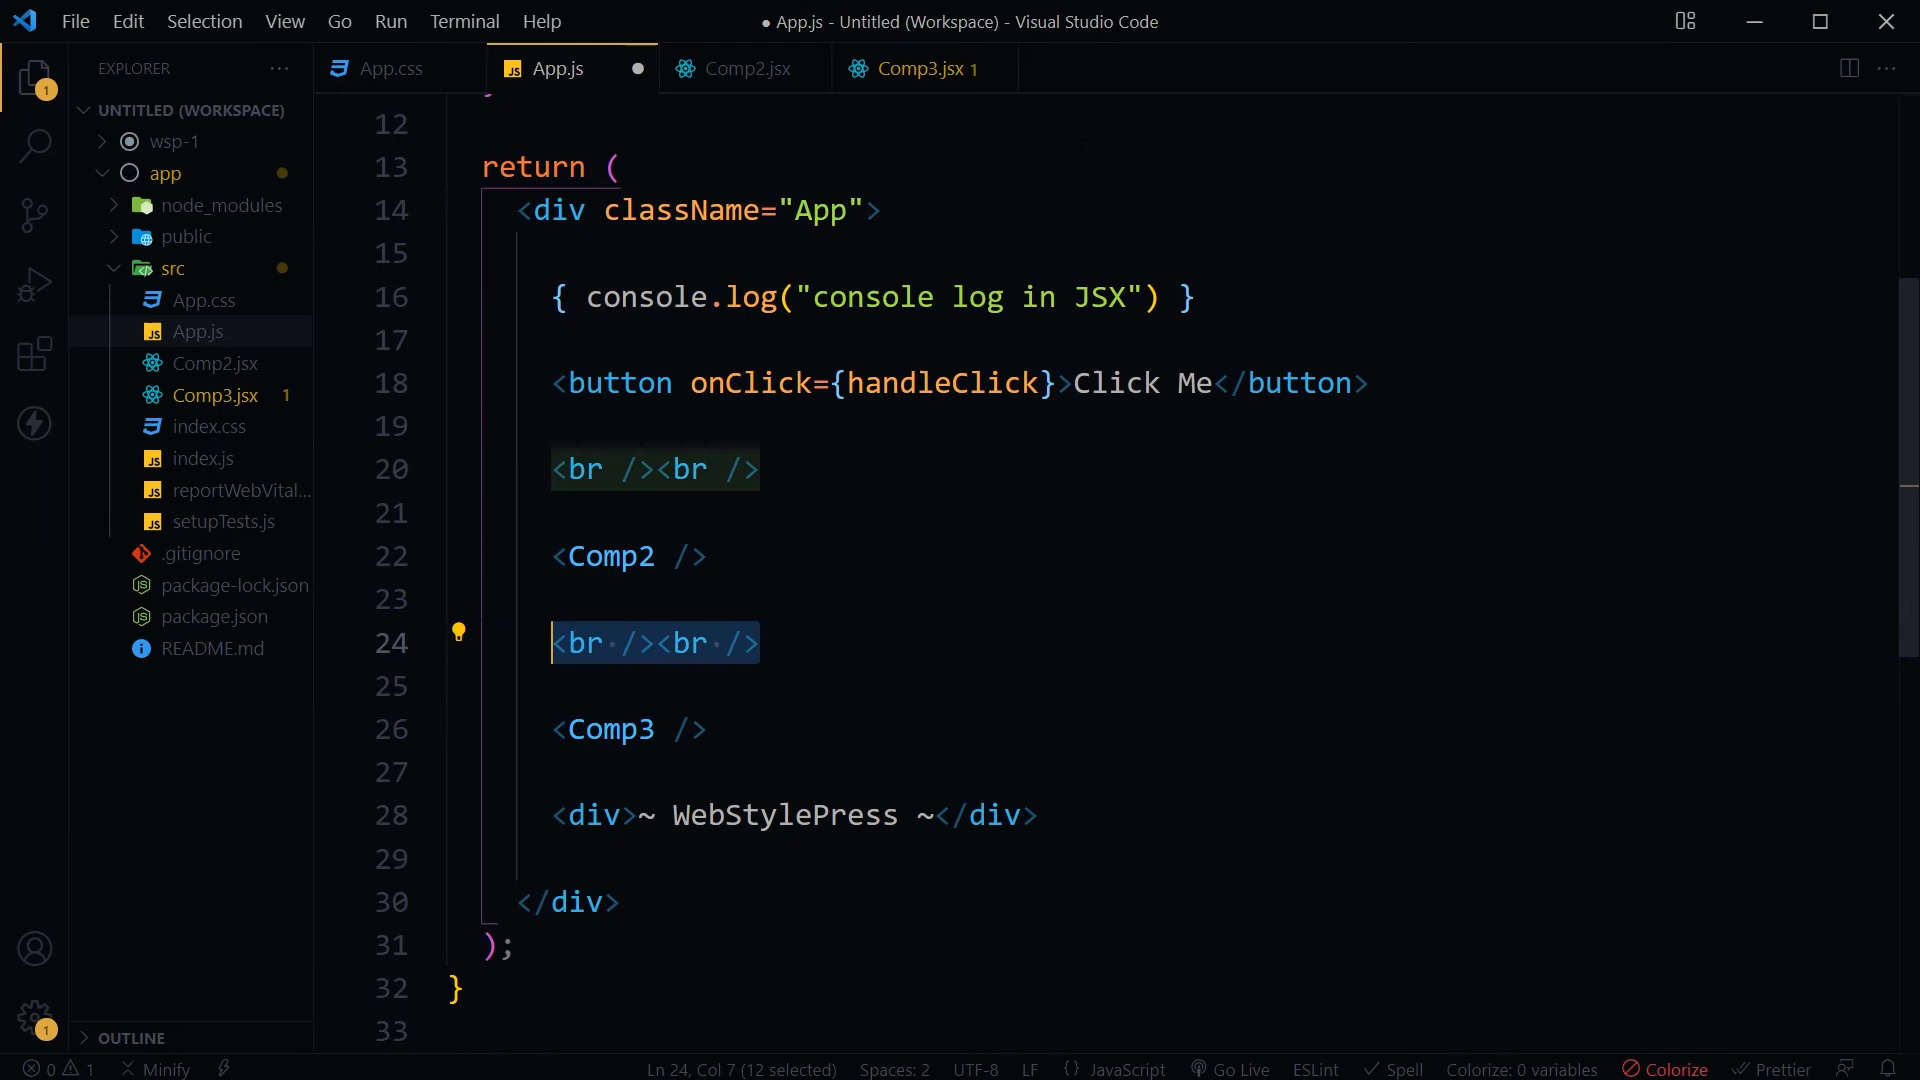 File Edit Selection View Go Run Terminal Help
● App.js - Untitled (Workspace) - Visual Studio Code
EXPLORER ···
App.css
App.js
Comp2.jsx
Comp3.jsx 1
UNTITLED (WORKSPACE)
wsp-1
app
node_modules
public
src
App.css
App.js
Comp2.jsx
Comp3.jsx 1
index.css
index.js
reportWebVital...
setupTests.js
.gitignore
package-lock.json
package.json
README.md
OUTLINE
1
1
12
13 return (
14 <div className="App">
15
16 { console.log("console log in JSX") }
17
18 <button onClick={handleClick}>Click Me</button>
19
20 <br /><br />
21
22 <Comp2 />
23
24 <br·/><br·/>
25
26 <Comp3 />
27
28 <div>~ WebStylePress ~</div>
29
30 </div>
31 );
32 }
33
0 1 Minify Ln 24, Col 7 (12 selected) Spaces: 2 UTF-8 LF {} JavaScript Go Live ESLint Spell Colorize: 0 variables Colorize Prettier